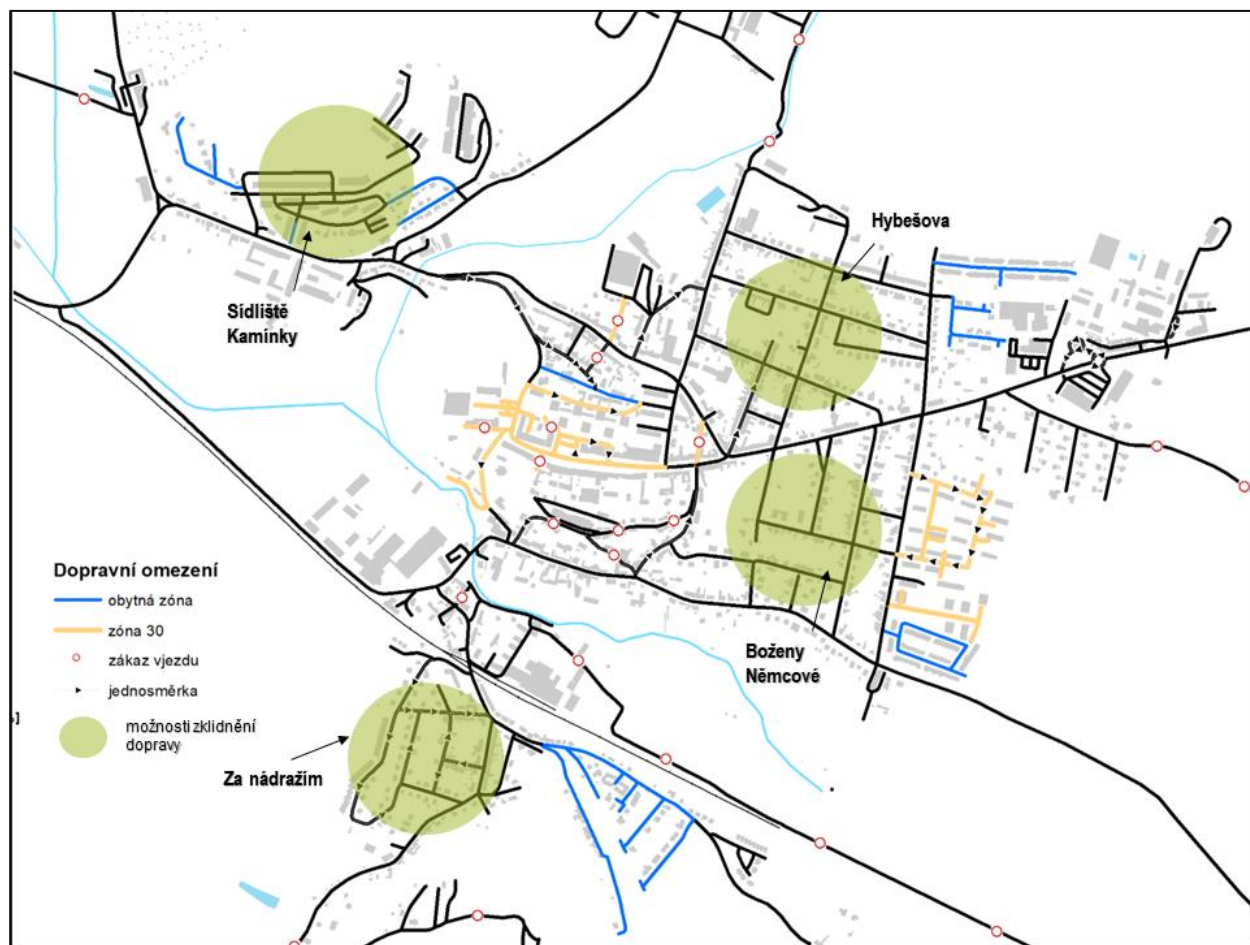 Hybešova
Sídliště
Kamínky
Dopravní omezení
obytná zóna
zóna 30
zákaz vjezdu
jednosměrka
možnosti zklidnění
dopravy
Boženy
Němcové
Za nádražím